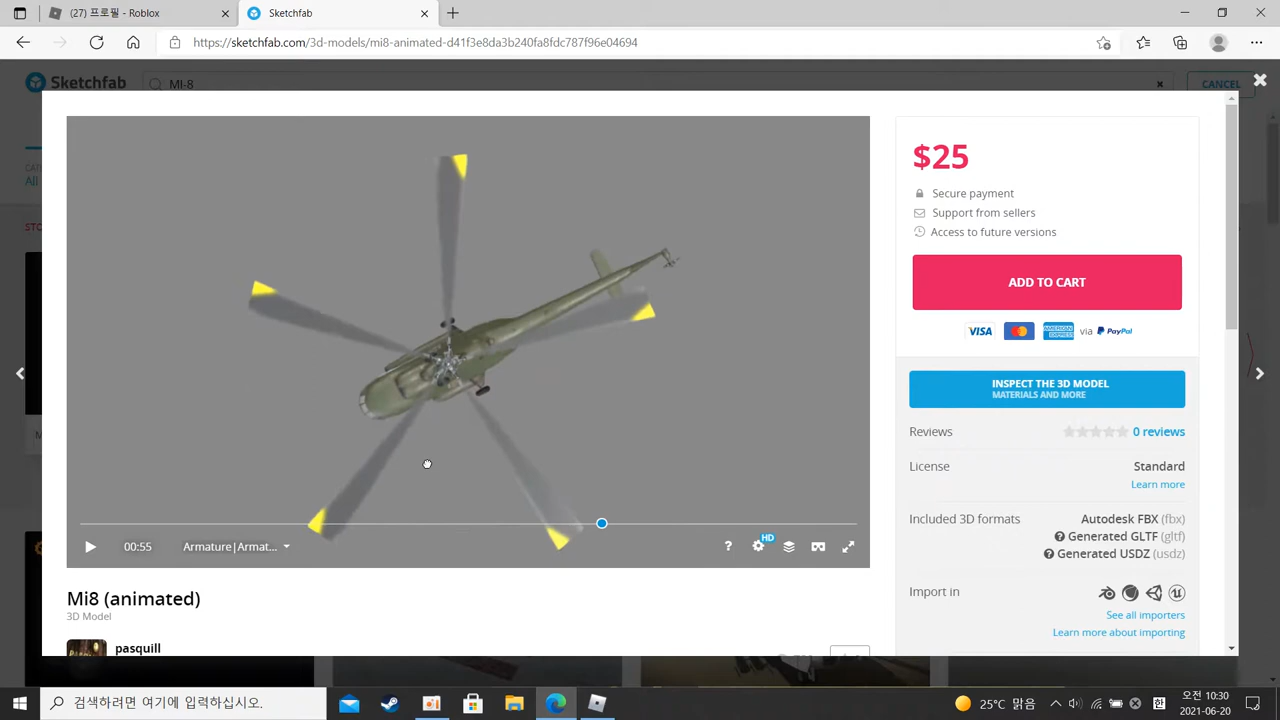 (27) 프로필 - Roblox
Sketchfab
https://sketchfab.com/3d-models/mi8-animated-d41f3e8da3b240fa8fdc787f96e04694
Sketchfab
MI-8
CANCEL
All
$25
Secure payment
Support from sellers
Access to future versions
ADD TO CART
VISA
via PayPal
INSPECT THE 3D MODEL
MATERIALS AND MORE
Reviews
0 reviews
License
Standard
Learn more
Included 3D formats
Autodesk FBX (fbx)
Generated GLTF (gltf)
Generated USDZ (usdz)
Import in
See all importers
Learn more about importing
00:55
Armature|Armat...
?
HD
Mi8 (animated)
3D Model
pasquill
검색하려면 여기에 입력하십시오.
25°C 맑음
한
오전 10:30
2021-06-20